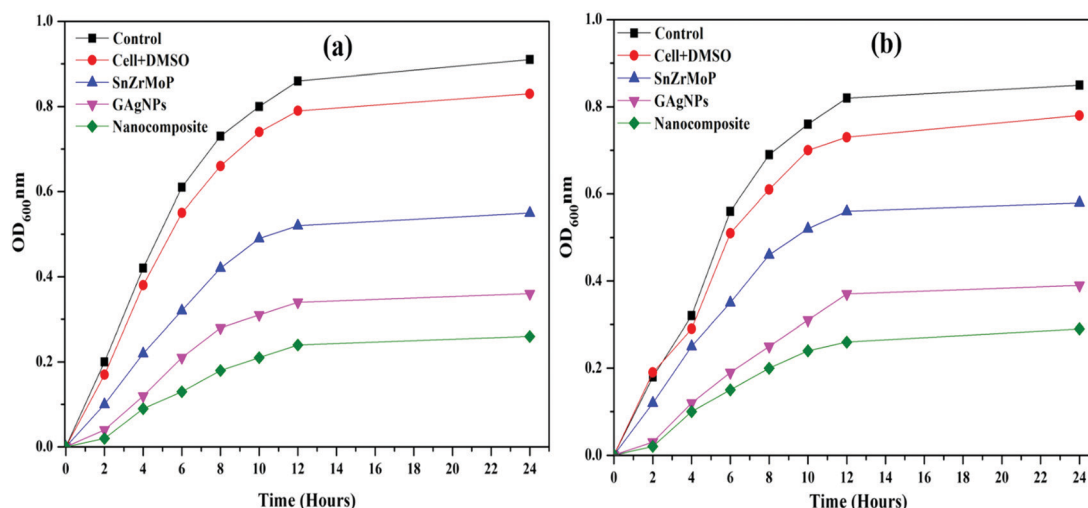 (a)
Control
Cell+DMSO
SnZrMoP
GAgNPs
Nanocomposite
1.0
0.8
0.6
0.4
0.2
0.0
OD600nm
0 2 4 6 8 10 12 14 16 18 20 22 24
Time (Hours)
(b)
Control
Cell+DMSO
SnZrMoP
GAgNPs
Nanocomposite
1.0
0.8
0.6
0.4
0.2
0.0
OD600nm
0 2 4 6 8 10 12 14 16 18 20 22 24
Time (Hours)